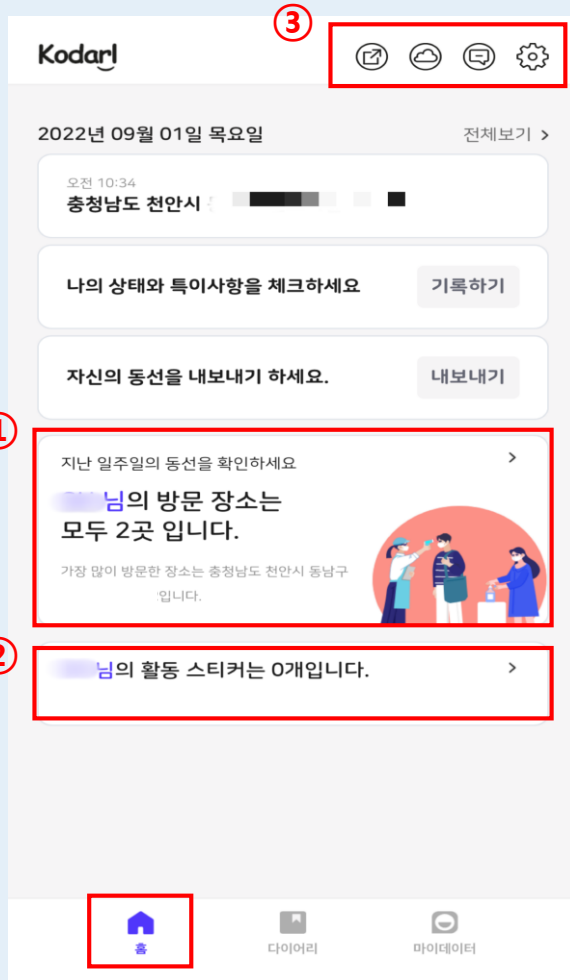 ③
Kodarl
2022년 09월 01일 목요일 전체보기 >
오전 10:34
충청남도 천안시
나의 상태와 특이사항을 체크하세요 기록하기
자신의 동선을 내보내기 하세요. 내보내기
①
지난 일주일의 동선을 확인하세요 >
님의 방문 장소는
모두 2곳 입니다.
가장 많이 방문한 장소는 충청남도 천안시 동남구
입니다.
②
님의 활동 스티커는 0개입니다. >
홈 다이어리 마이데이터